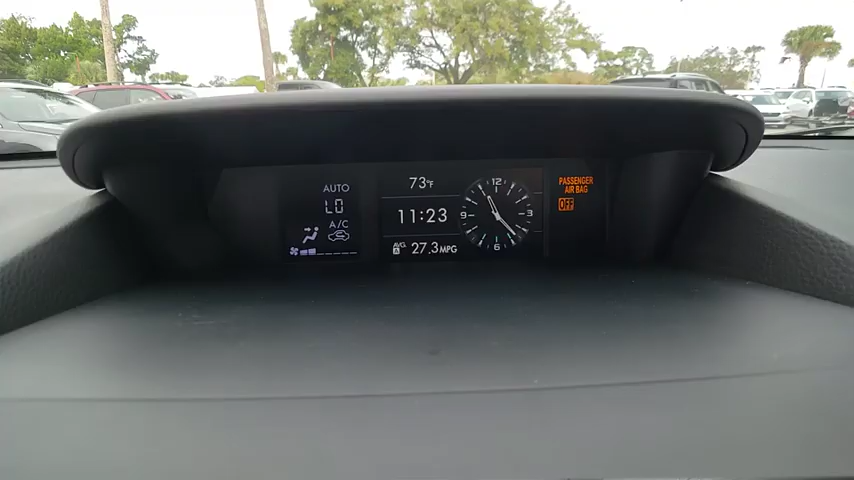 AUTO
LO
A/C
73°F
11:23
AVG
A
27.3 MPG
12
3
6
9
PASSENGER
AIR BAG
OFF